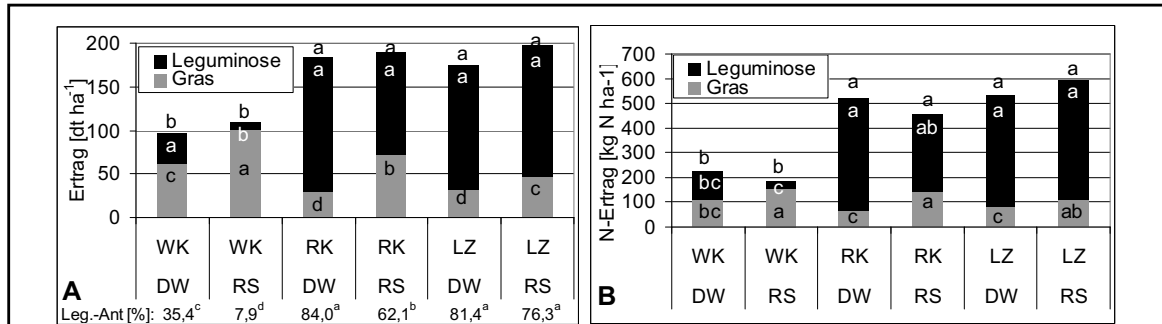 200
150
100
50
0
Ertrag [dt ha-1]
Leguminose
Gras
b
a
c
b
b
a
a
a
d
a
a
b
a
a
d
a
a
c
WK WK RK RK LZ LZ
DW RS DW RS DW RS
A
Leg.-Ant [%]: 35,4c 7,9d 84,0a 62,1b 81,4a 76,3a
700
600
500
400
300
200
100
0
N-Ertrag [kg N ha-1]
Leguminose
Gras
b
bc
bc
b
c
a
a
a
c
a
ab
a
a
a
c
a
a
ab
WK WK RK RK LZ LZ
DW RS DW RS DW RS
B